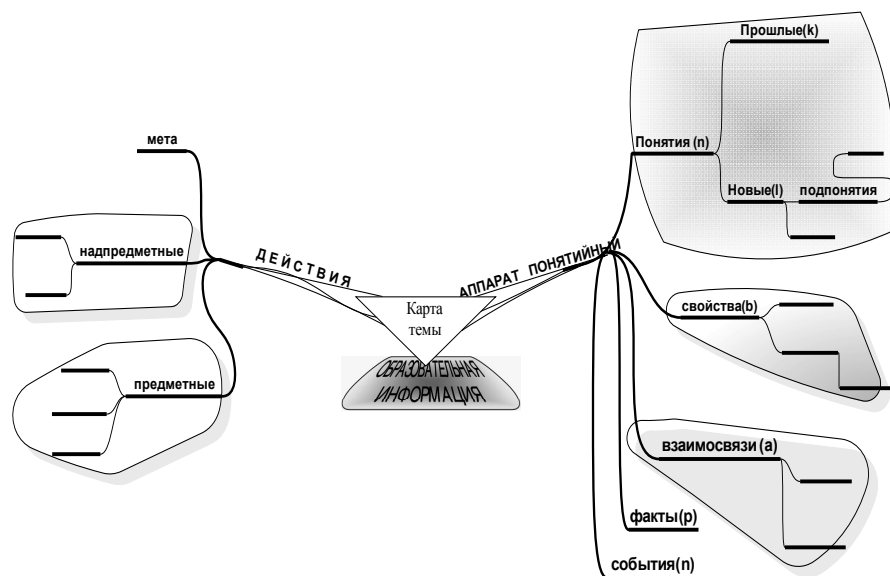 Прошлые(k)
Понятия (n)
Новые(l)
подпонятия
мета
надпредметные
предметные
ДЕЙСТВИЯ
АППАРАТ ПОНЯТИЙНЫЙ
Карта
темы
ОБРАЗОВАТЕЛЬНАЯ
ИНФОРМАЦИЯ
свойства(b)
взаимосвязи (a)
факты(p)
события(n)